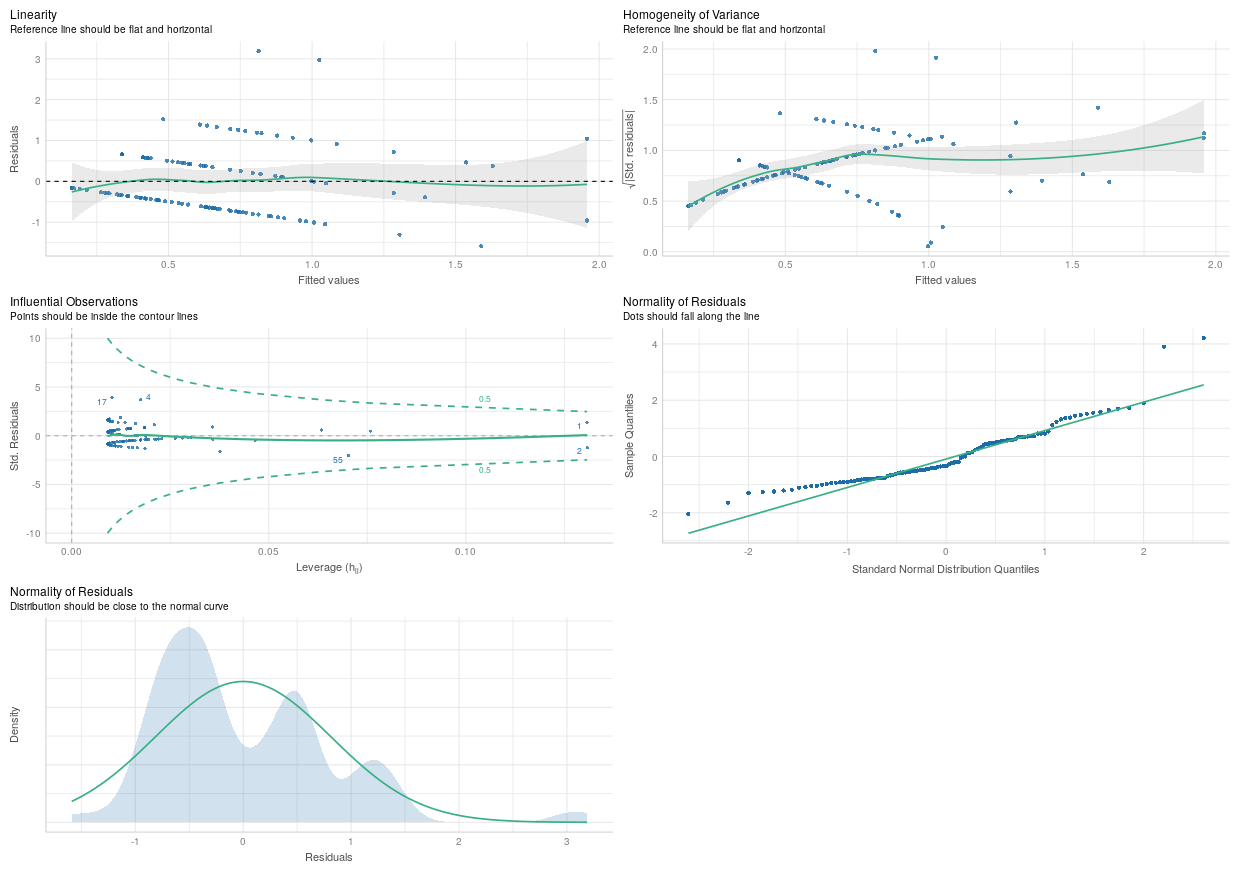 Linearity
Reference line should be flat and horizontal
3
2
1
0
-1
Residuals
0.5
1.0
1.5
2.0
Fitted values
Homogeneity of Variance
Reference line should be flat and horizontal
2.0
1.5
1.0
0.5
0.0
√|Std. residuals|
0.5
1.0
1.5
2.0
Fitted values
Influential Observations
Points should be inside the contour lines
10
5
0
-5
-10
Std. Residuals
17
4
0.5
1
2
55
0.5
0.00
0.05
0.10
Leverage (hii)
Normality of Residuals
Dots should fall along the line
4
2
0
-2
Sample Quantiles
-2
-1
0
1
2
Standard Normal Distribution Quantiles
Normality of Residuals
Distribution should be close to the normal curve
Density
-1
0
1
2
3
Residuals